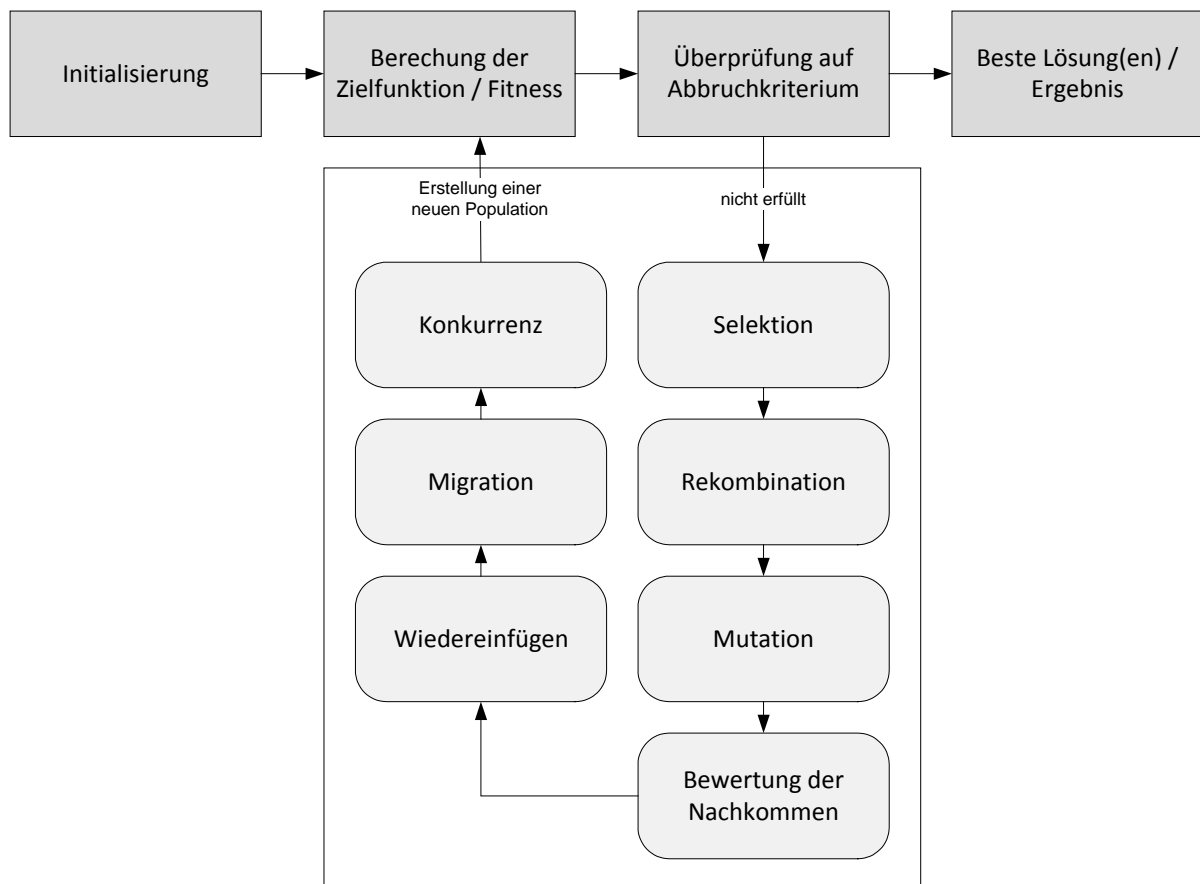 Initialisierung
Berechung der
Zielfunktion / Fitness
Überprüfung auf
Abbruchkriterium
Beste Lösung(en) /
Ergebnis
Erstellung einer
neuen Population
nicht erfüllt
Konkurrenz
Selektion
Migration
Rekombination
Wiedereinfügen
Mutation
Bewertung der
Nachkommen